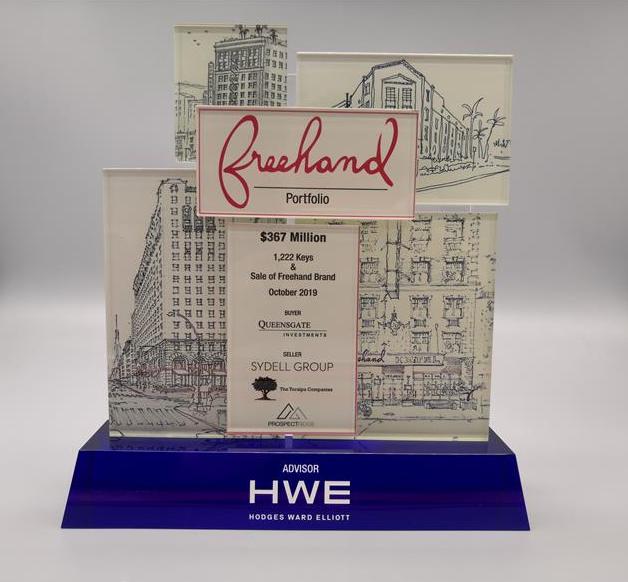 freehand
Portfolio
$367 Million
1,222 Keys
&
Sale of Freehand Brand
October 2019
BUYER
QUEENSGATE
INVESTMENTS
SELLER
SYDELL GROUP
The Yucaipa Companies
PROSPECTRIDGE
ADVISOR
HWE
HODGES WARD ELLIOTT